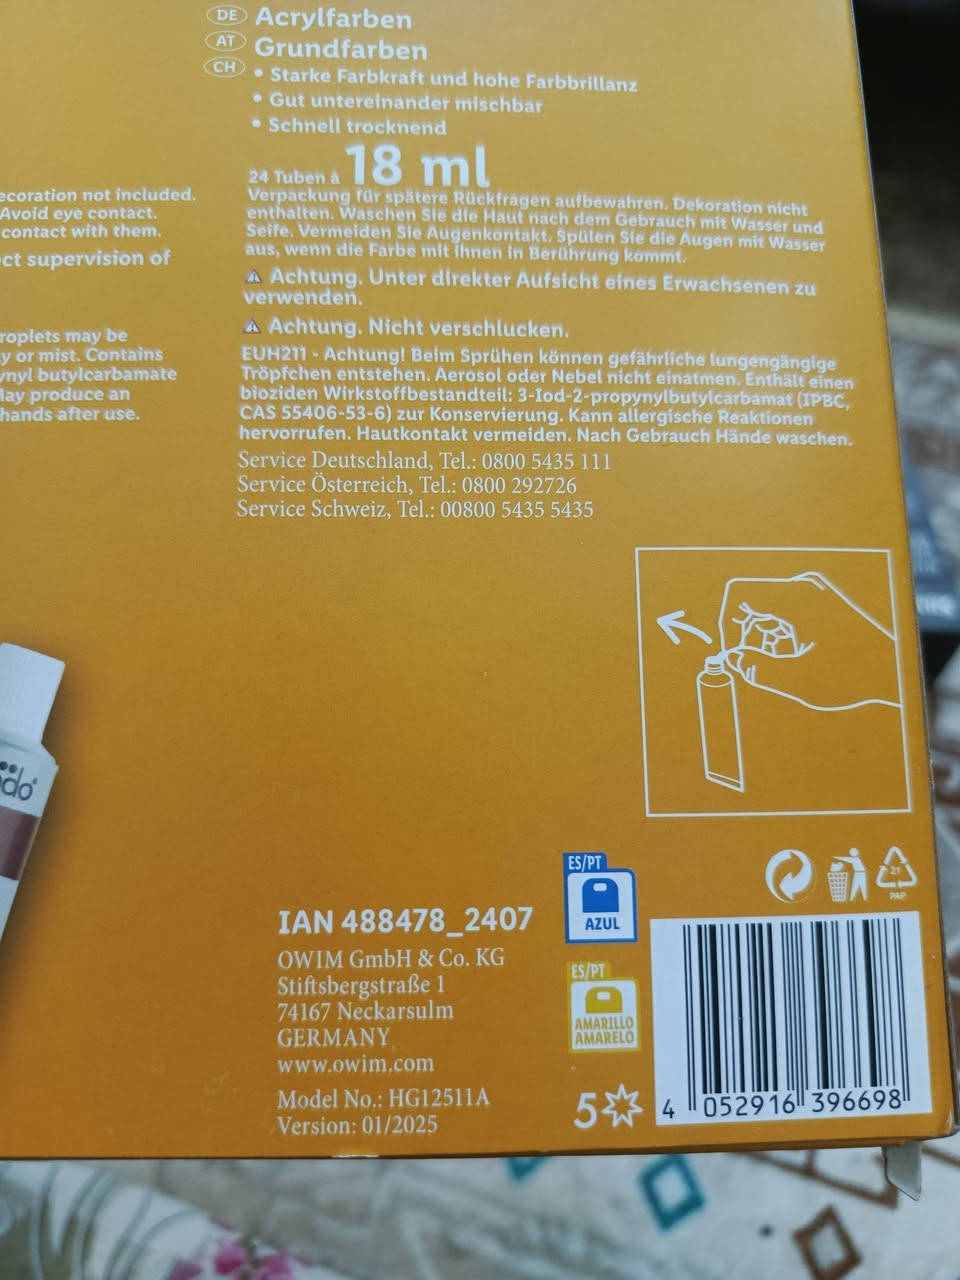 DE Acrylfarben
AT Grundfarben
CH • Starke Farbkraft und hohe Farbbrillanz
• Gut untereinander mischbar
• Schnell trocknend
24 Tuben à 18 ml
Verpackung für spätere Rückfragen aufbewahren. Dekoration nicht
enthalten. Waschen Sie die Haut nach dem Gebrauch mit Wasser und
Seife. Vermeiden Sie Augenkontakt. Spülen Sie die Augen mit Wasser
aus, wenn die Farbe mit ihnen in Berührung kommt.
Achtung. Unter direkter Aufsicht eines Erwachsenen zu
verwenden.
Achtung. Nicht verschlucken.
EUH211 - Achtung! Beim Sprühen können gefährliche lungengängige
Tröpfchen entstehen. Aerosol oder Nebel nicht einatmen. Enthält einen
bioziden Wirkstoffbestandteil: 3-Iod-2-propynylbutylcarbamat (IPBC,
CAS 55406-53-6) zur Konservierung. Kann allergische Reaktionen
hervorrufen. Hautkontakt vermeiden. Nach Gebrauch Hände waschen.
Service Deutschland, Tel.: 0800 5435 111
Service Österreich, Tel.: 0800 292726
Service Schweiz, Tel.: 00800 5435 5435
ecoration not included.
Avoid eye contact.
contact with them.
ect supervision of
roplets may be
y or mist. Contains
ynyl butylcarbamate
May produce an
hands after use.
IAN 488478_2407
OWIM GmbH & Co. KG
Stiftsbergstraße 1
74167 Neckarsulm
GERMANY
www.owim.com
Model No.: HG12511A
Version: 01/2025
ES/PT
AZUL
ES/PT
AMARILLO
AMARELO
5
21
PAP
4 052916 396698